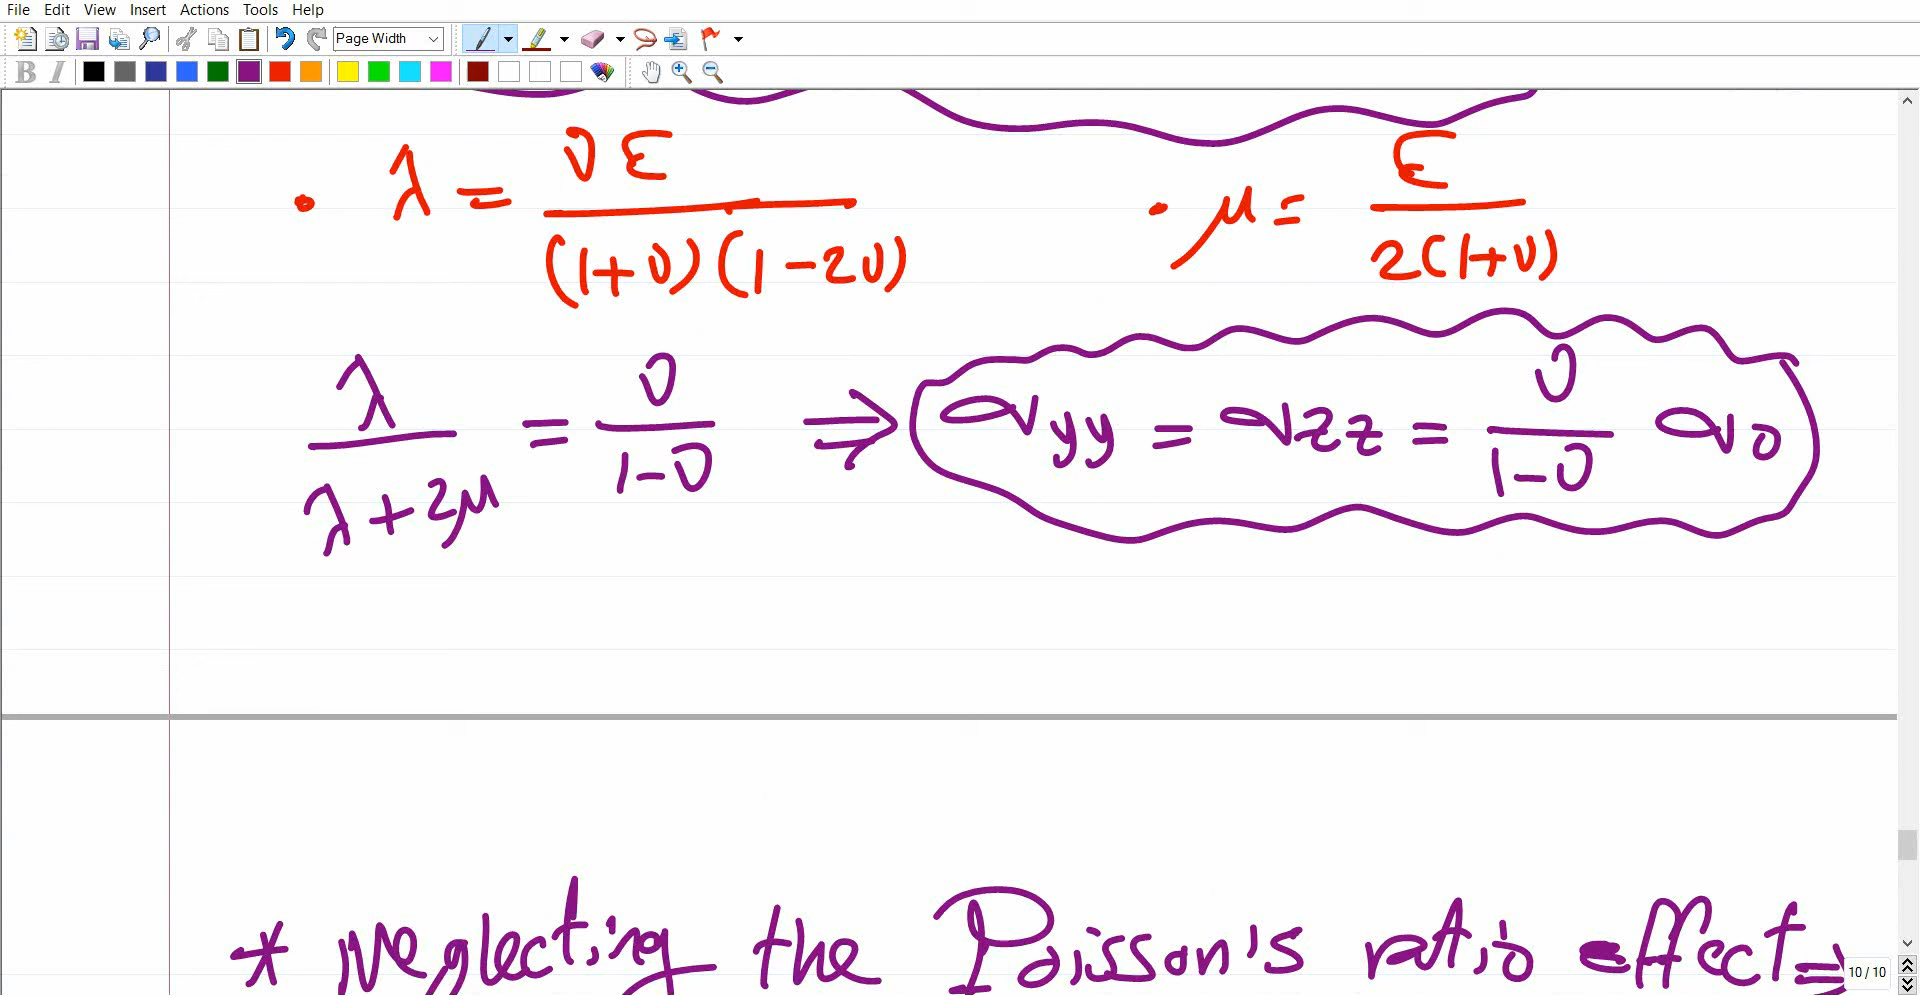 File Edit View Insert Actions Tools Help
Page Width
B I
• λ = νE / (1+ν)(1-2ν) • μ = E / 2(1+ν)
λ / λ+2μ = ν / 1-ν ⇒ σyy = σzz = ν / 1-ν σ0
* Neglecting the Poisson's ratio effect =
10 / 10